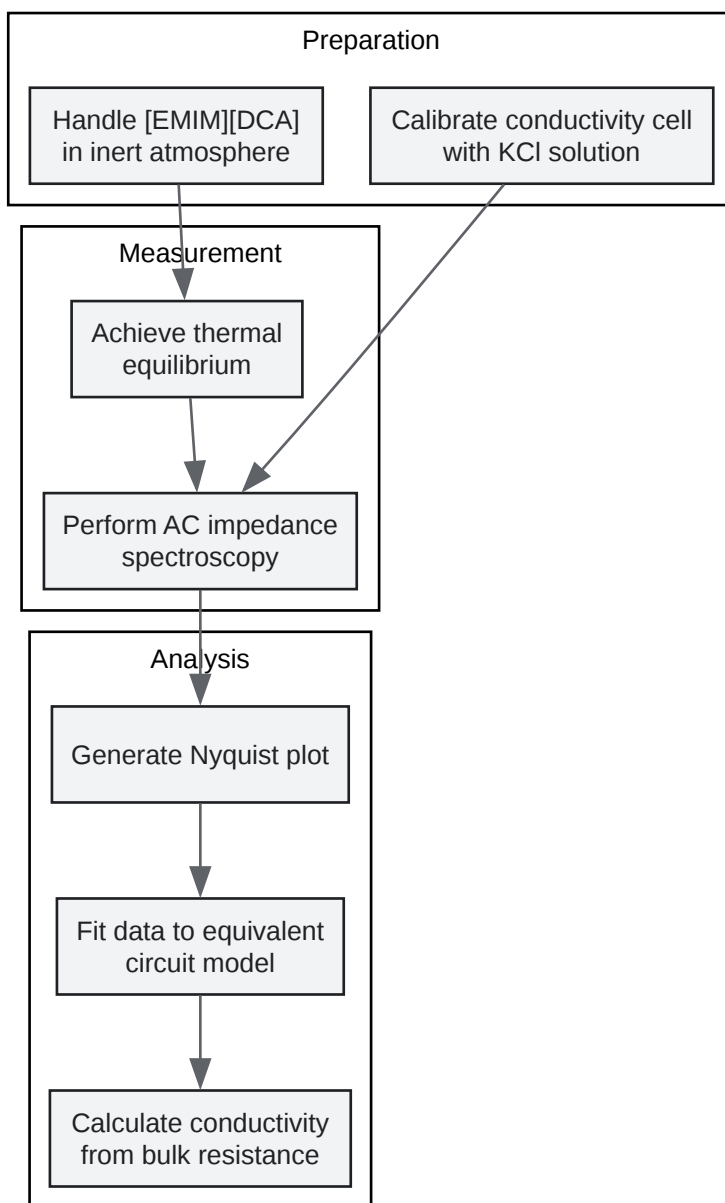 Preparation
Handle [EMIM][DCA]
in inert atmosphere
Calibrate conductivity cell
with KCl solution
Measurement
Achieve thermal
equilibrium
Perform AC impedance
spectroscopy
Analysis
Generate Nyquist plot
Fit data to equivalent
circuit model
Calculate conductivity
from bulk resistance